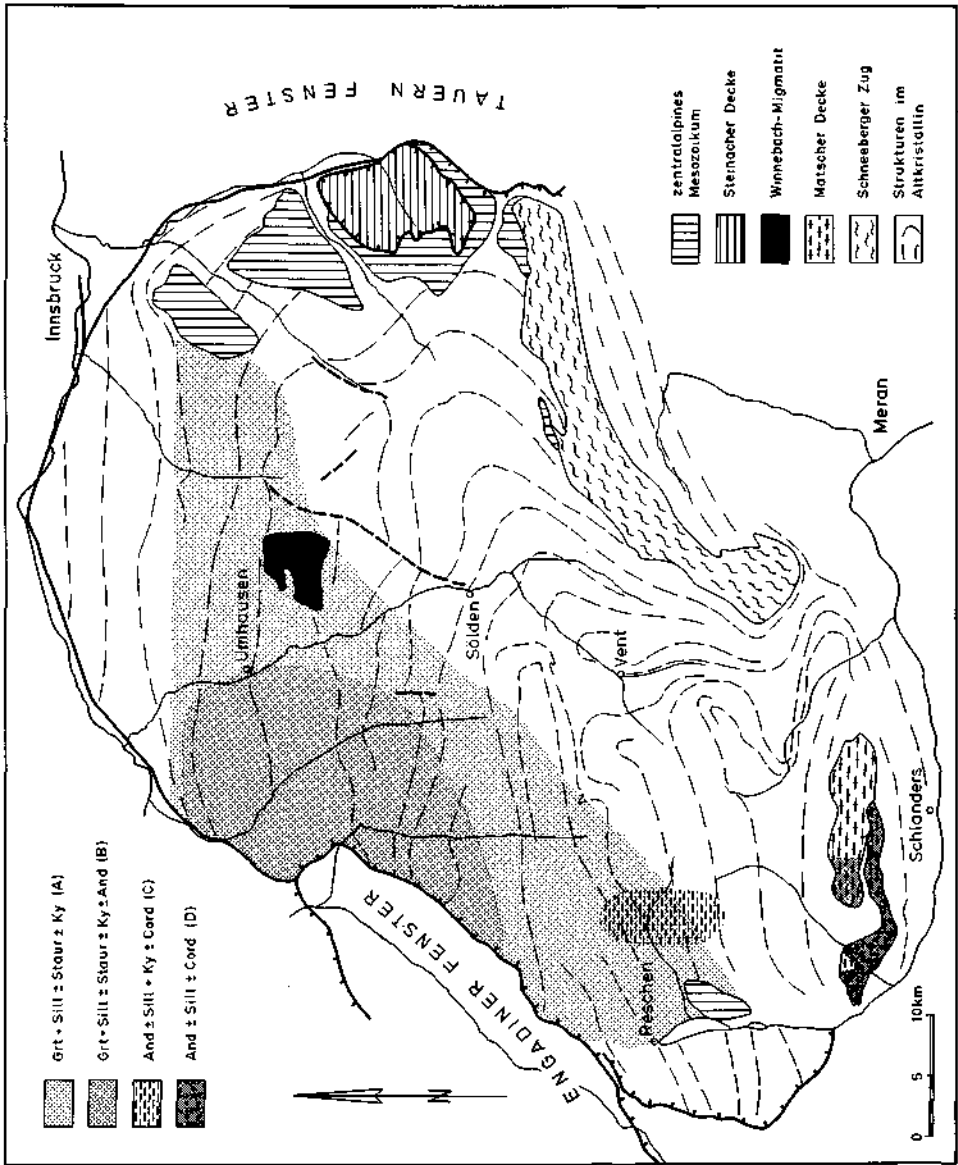 Grt + Sill ± Staur ± Ky (A)
Grt + Sill ± Staur ± Ky ± And (B)
And ± Sill + Ky ± Cord (C)
And ± Sill ± Cord (D)
Innsbruck
TAUERN FENSTER
Umhausen
Sölden
Vent
ENGADINER FENSTER
Reschen
Schlanders
Meran
N
0 5 10km
zentralalpines
Mesozoikum
Steinacher Decke
Winnebach-Migmatit
Matscher Decke
Schneeberger Zug
Strukturen im
Altkristallin